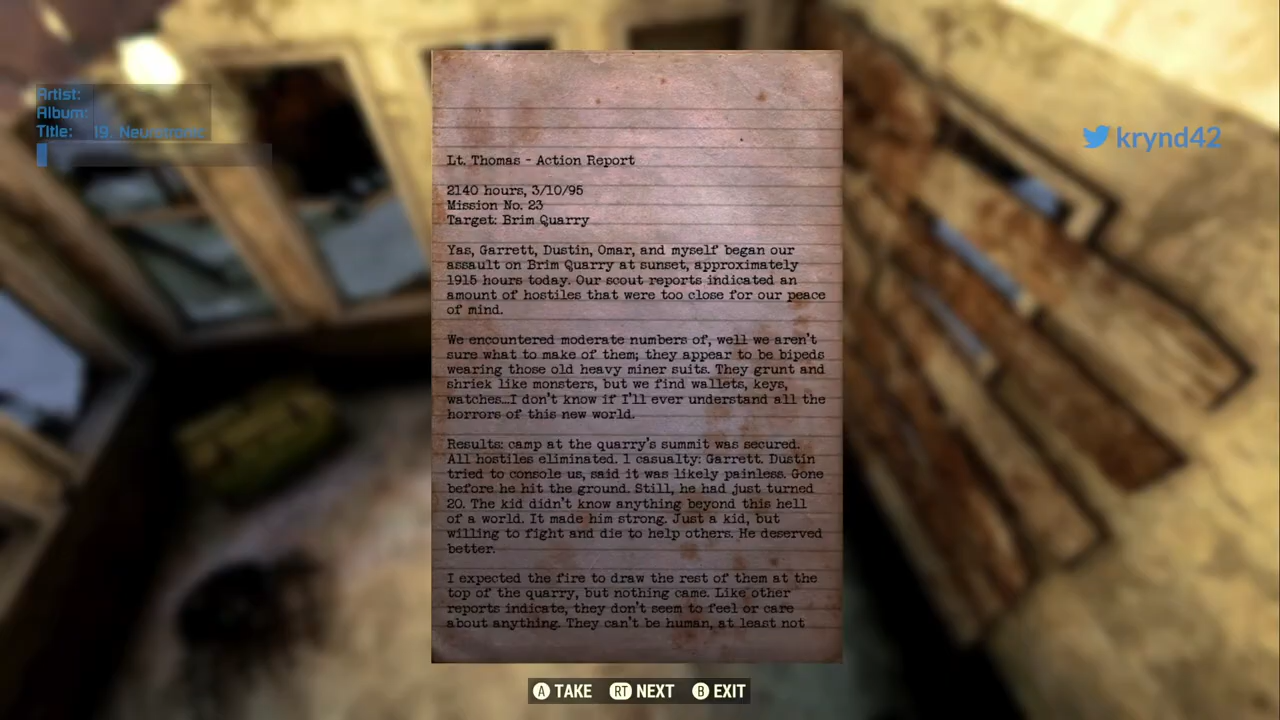 Artist:
Album:
Title: 19. Neurotronic
krynd42
Lt. Thomas - Action Report
2140 hours, 3/10/95
Mission No. 23
Target: Brim Quarry
Yas, Garrett, Dustin, Omar, and myself began our
assault on Brim Quarry at sunset, approximately
1915 hours today. Our scout reports indicated an
amount of hostiles that were too close for our peace
of mind.
We encountered moderate numbers of, well we aren't
sure what to make of them; they appear to be bipeds
wearing those old heavy miner suits. They grunt and
shriek like monsters, but we find wallets, keys,
watches...I don't know if I'll ever understand all the
horrors of this new world.
Results: camp at the quarry's summit was secured.
All hostiles eliminated. 1 casualty: Garrett. Dustin
tried to console us, said it was likely painless. Gone
before he hit the ground. Still, he had just turned
20. The kid didn't know anything beyond this hell
of a world. It made him strong. Just a kid, but
willing to fight and die to help others. He deserved
better.
I expected the fire to draw the rest of them at the
top of the quarry, but nothing came. Like other
reports indicate, they don't seem to feel or care
about anything. They can't be human, at least not
A TAKE RT NEXT B EXIT